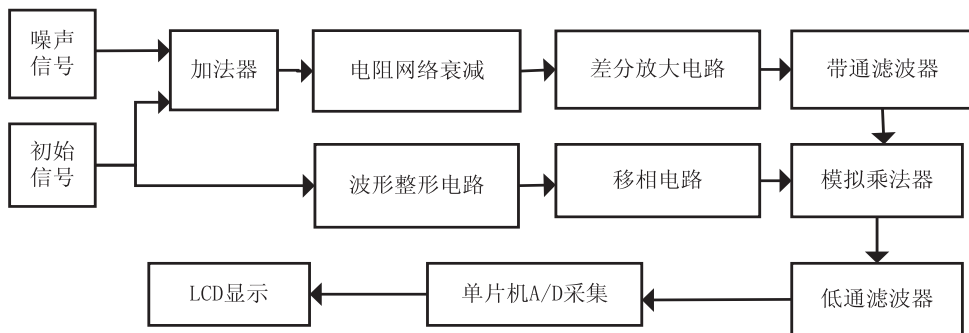 噪声
信号
加法器
电阻网络衰减
差分放大电路
带通滤波器
初始
信号
波形整形电路
移相电路
模拟乘法器
LCD显示
单片机A/D采集
低通滤波器